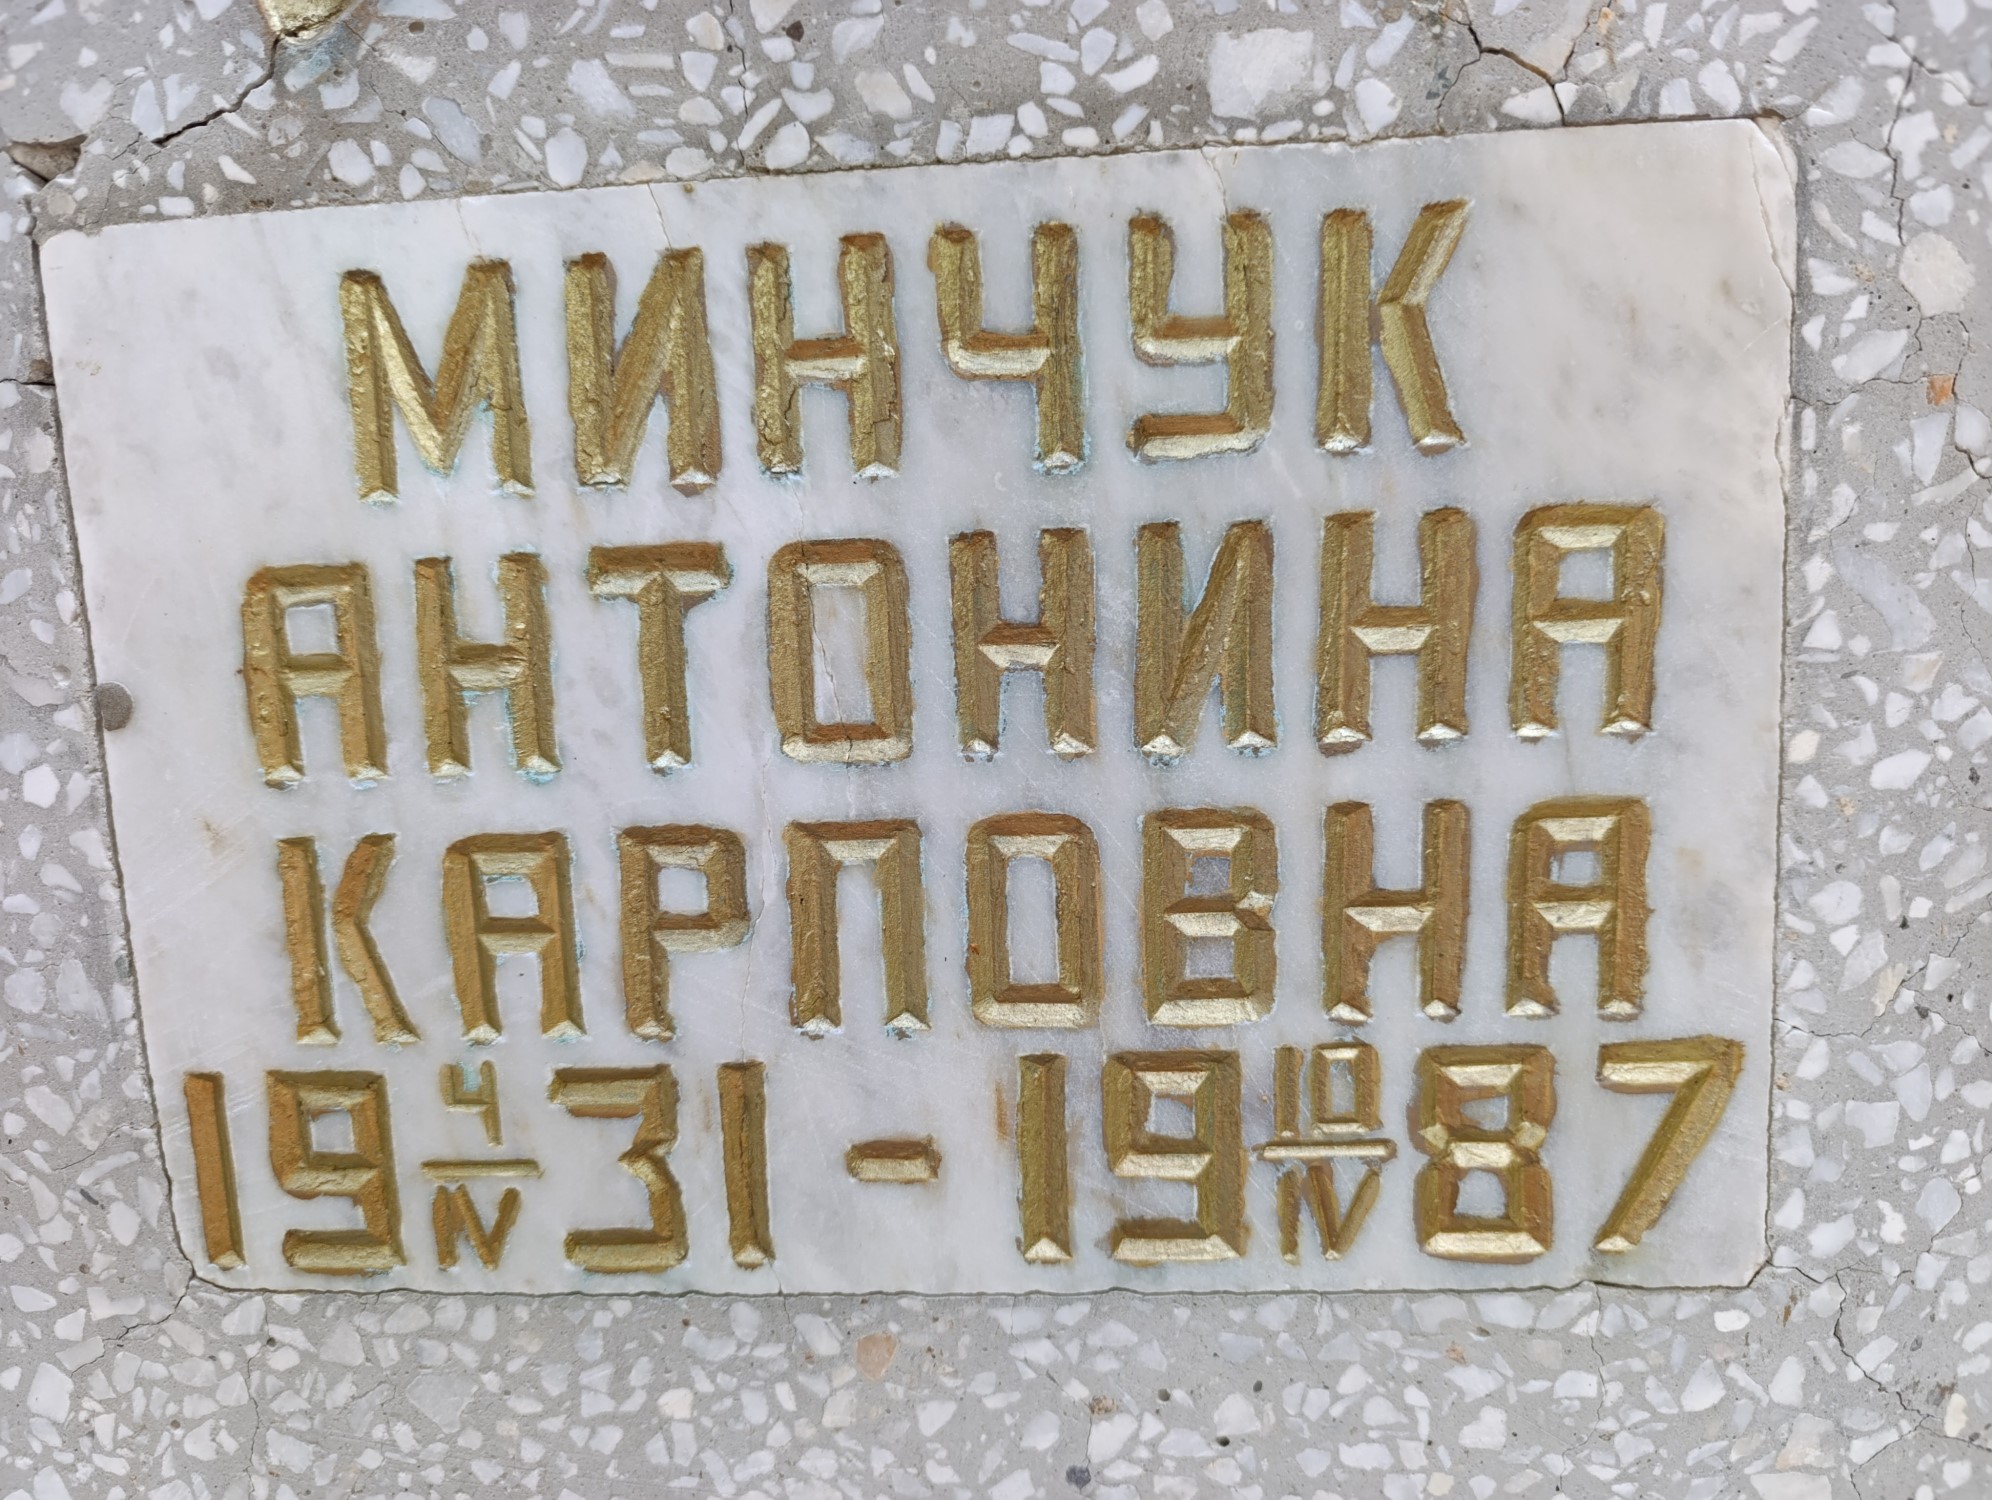 МИНЧУК
АНТОНИНА
КАРПОВНА
19 4/IV 31 - 19 10/IV 87